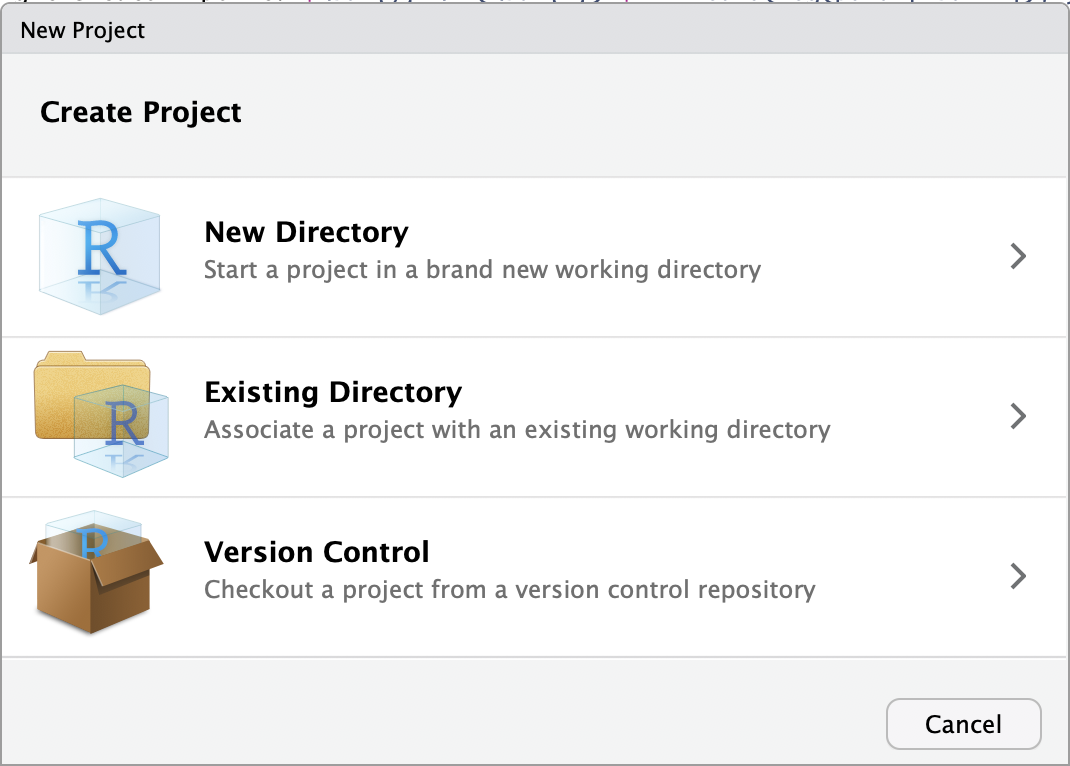 New Project
Create Project
R
New Directory
Start a project in a brand new working directory
R
Existing Directory
Associate a project with an existing working directory
R
Version Control
Checkout a project from a version control repository
Cancel